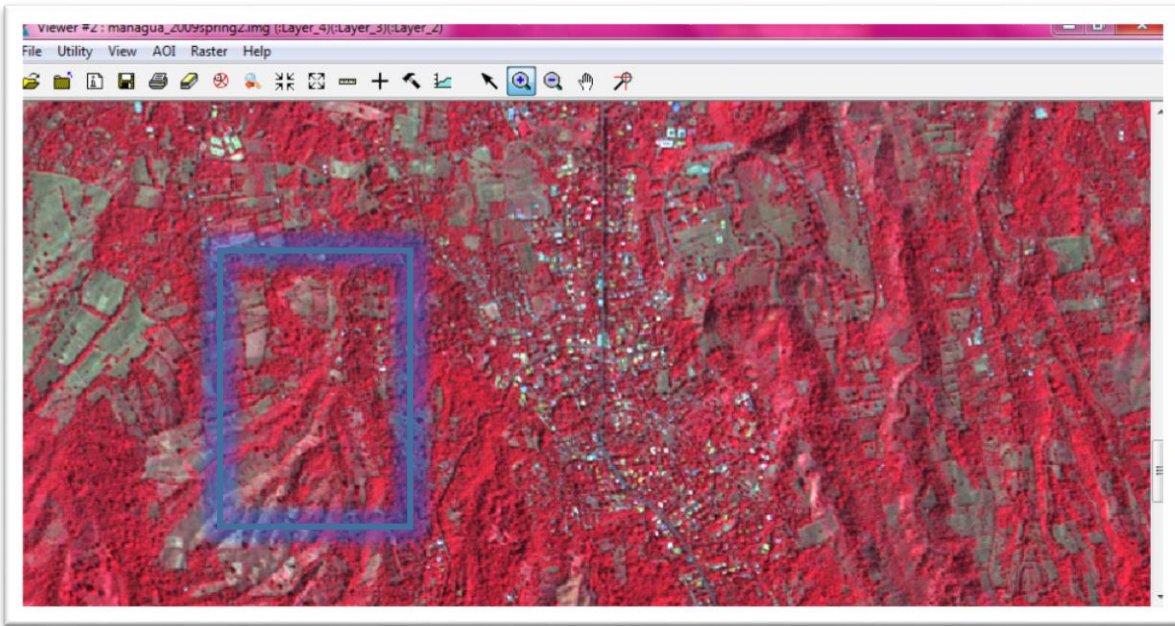 Viewer #2 : managua_2009spring2.img (:Layer_4)(:Layer_3)(:Layer_2)
File Utility View AOI Raster Help